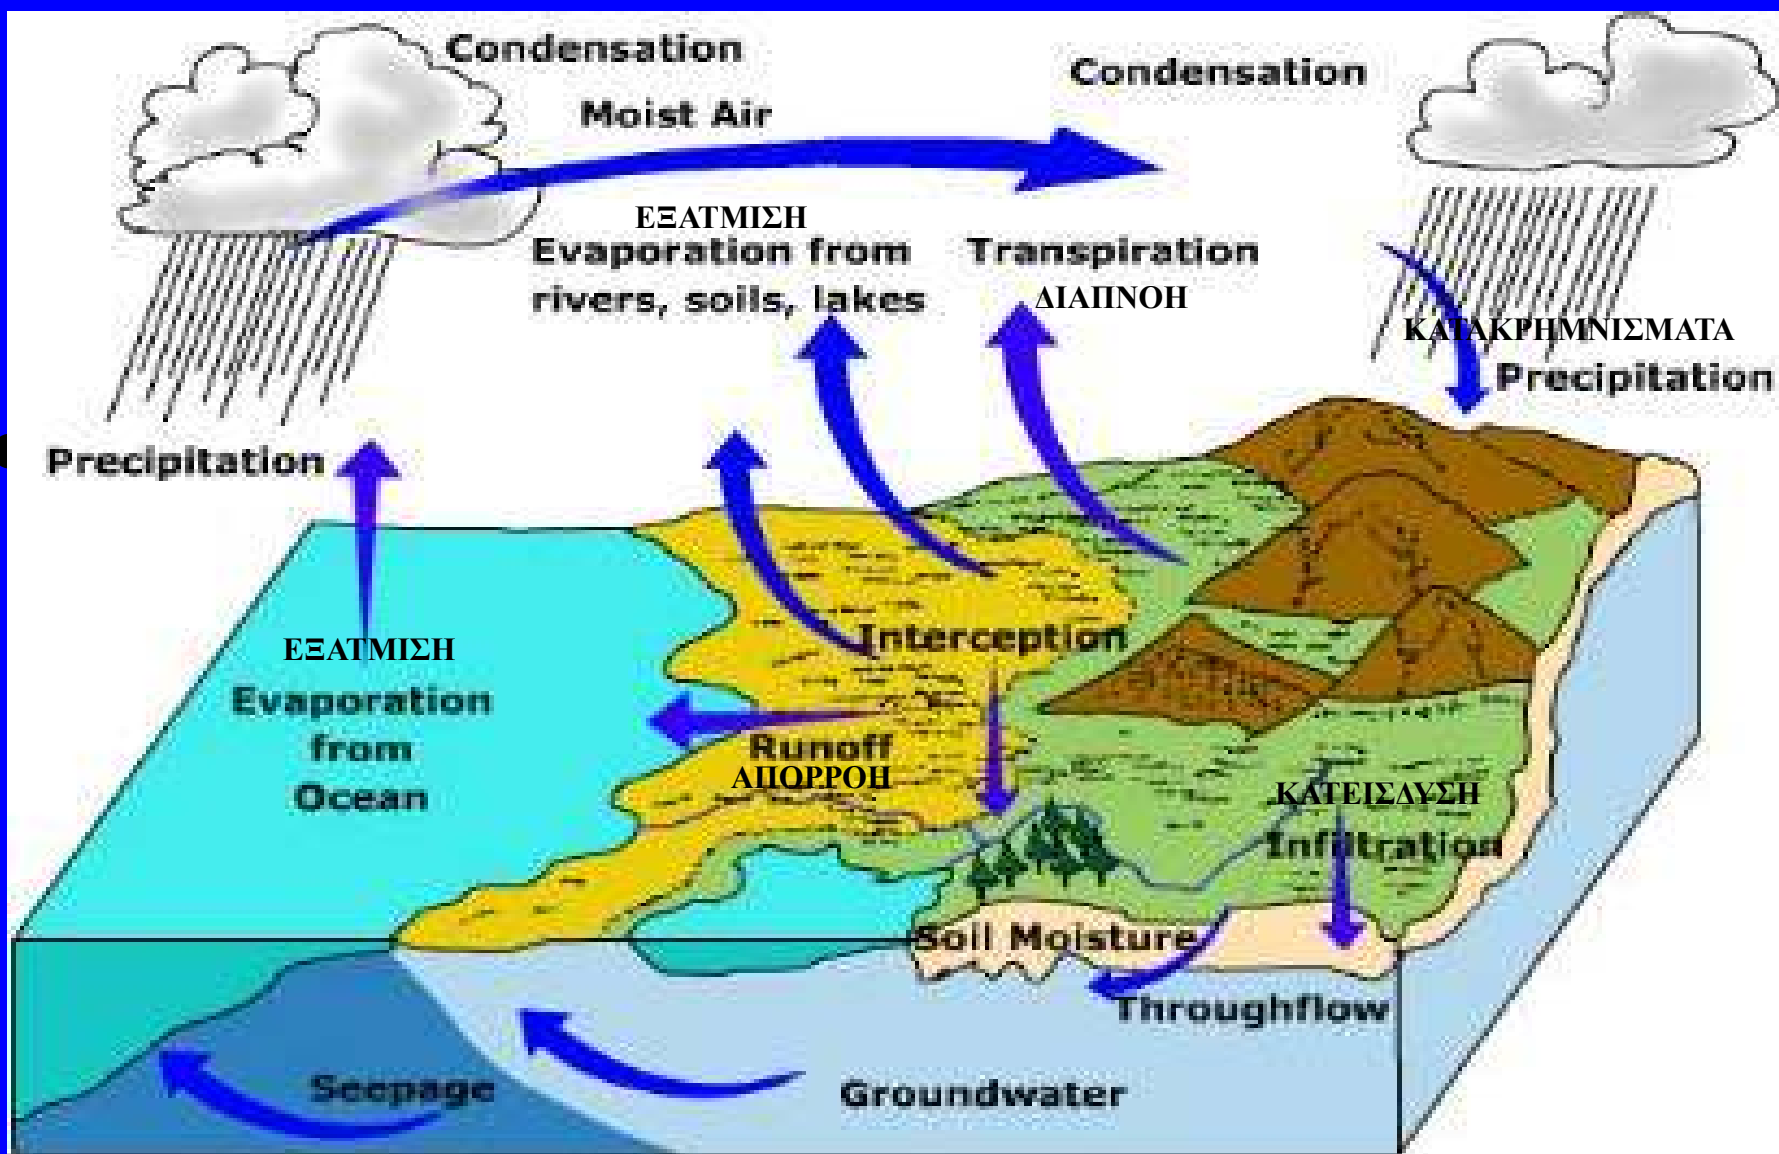 Condensation
Condensation
Moist Air
ΕΞΑΤΜΙΣΗ
Evaporation from
rivers, soils, lakes
Transpiration
ΔΙΑΠΝΟΗ
ΚΑΤΑΚΡΗΜΝΙΣΜΑΤΑ
Precipitation
Precipitation
ΕΞΑΤΜΙΣΗ
Evaporation
from
Ocean
Interception
Runoff
ΑΠΟΡΡΟΗ
ΚΑΤΕΙΣΔΥΣΗ
Infiltration
Soil Moisture
Throughflow
Seepage
Groundwater